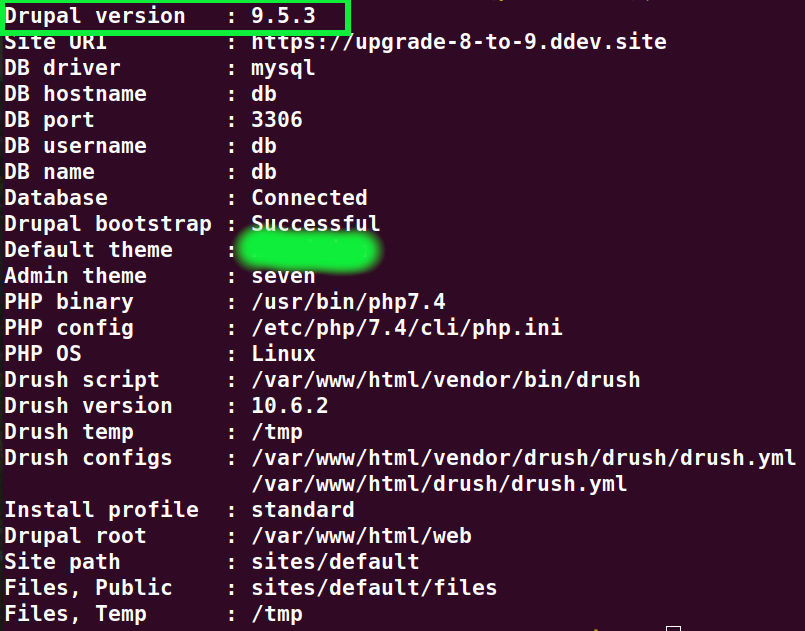 Drupal version   : 9.5.3
Site URI         : https://upgrade-8-to-9.ddev.site
DB driver        : mysql
DB hostname      : db
DB port          : 3306
DB username      : db
DB name          : db
Database         : Connected
Drupal bootstrap : Successful
Default theme    :
Admin theme      : seven
PHP binary       : /usr/bin/php7.4
PHP config       : /etc/php/7.4/cli/php.ini
PHP OS           : Linux
Drush script     : /var/www/html/vendor/bin/drush
Drush version    : 10.6.2
Drush temp       : /tmp
Drush configs    : /var/www/html/vendor/drush/drush/drush.yml
                   /var/www/html/drush/drush.yml
Install profile  : standard
Drupal root      : /var/www/html/web
Site path        : sites/default
Files, Public    : sites/default/files
Files, Temp      : /tmp